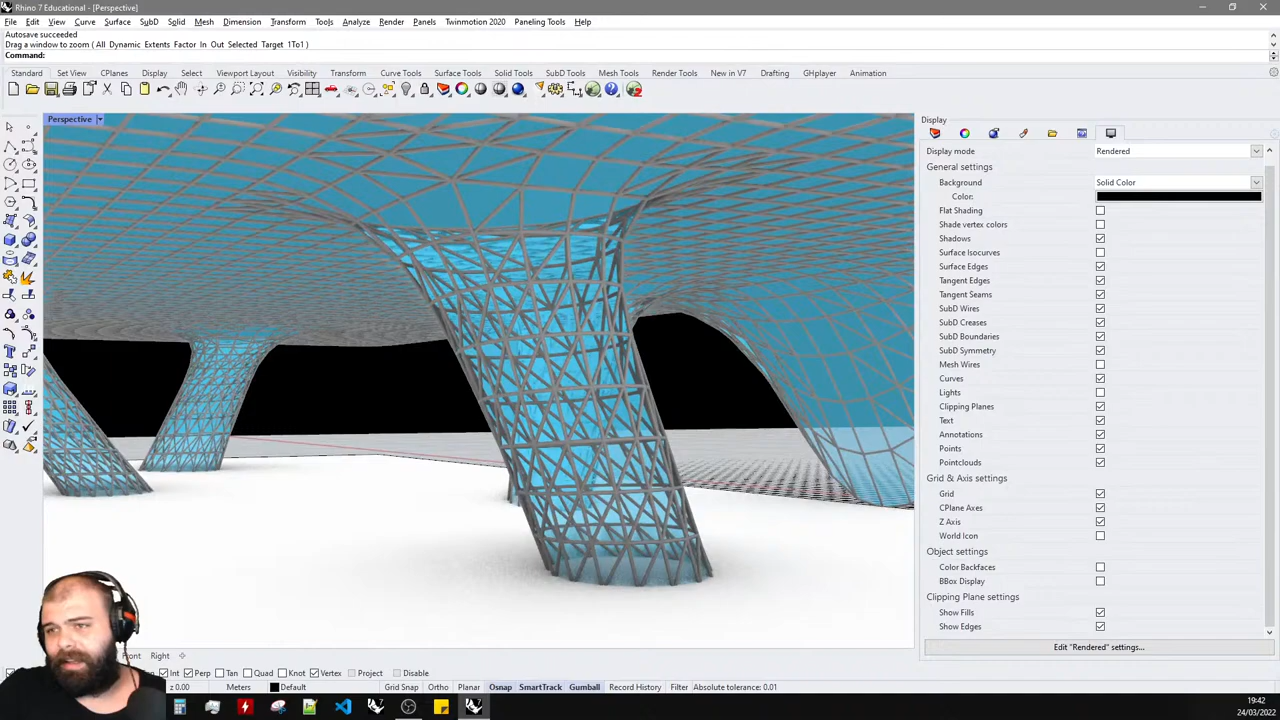 Rhino 7 Educational - [Perspective]
File Edit View Curve Surface SubD Solid Mesh Dimension Transform Tools Analyze Render Panels Twinmotion 2020 Paneling Tools Help
Autosave succeeded
Drag a window to zoom ( All Dynamic Extents Factor In Out Selected Target 1To1 )
Command:
Standard Set View CPlanes Display Select Viewport Layout Visibility Transform Curve Tools Surface Tools Solid Tools SubD Tools Mesh Tools Render Tools New in V7 Drafting GHplayer Animation
Perspective
Display
Display mode Rendered
General settings
Background Solid Color
Color:
Flat Shading
Shade vertex colors
Shadows
Surface Isocurves
Surface Edges
Tangent Edges
Tangent Seams
SubD Wires
SubD Creases
SubD Boundaries
SubD Symmetry
Mesh Wires
Curves
Lights
Clipping Planes
Text
Annotations
Points
Pointclouds
Grid & Axis settings
Grid
CPlane Axes
Z Axis
World Icon
Object settings
Color Backfaces
BBox Display
Clipping Plane settings
Show Fills
Show Edges
Edit "Rendered" settings...
Right
Int Perp Tan Quad Knot Vertex Project Disable
z 0.00 Meters Default Grid Snap Ortho Planar Osnap SmartTrack Gumball Record History Filter Absolute tolerance: 0.01
19:42
24/03/2022